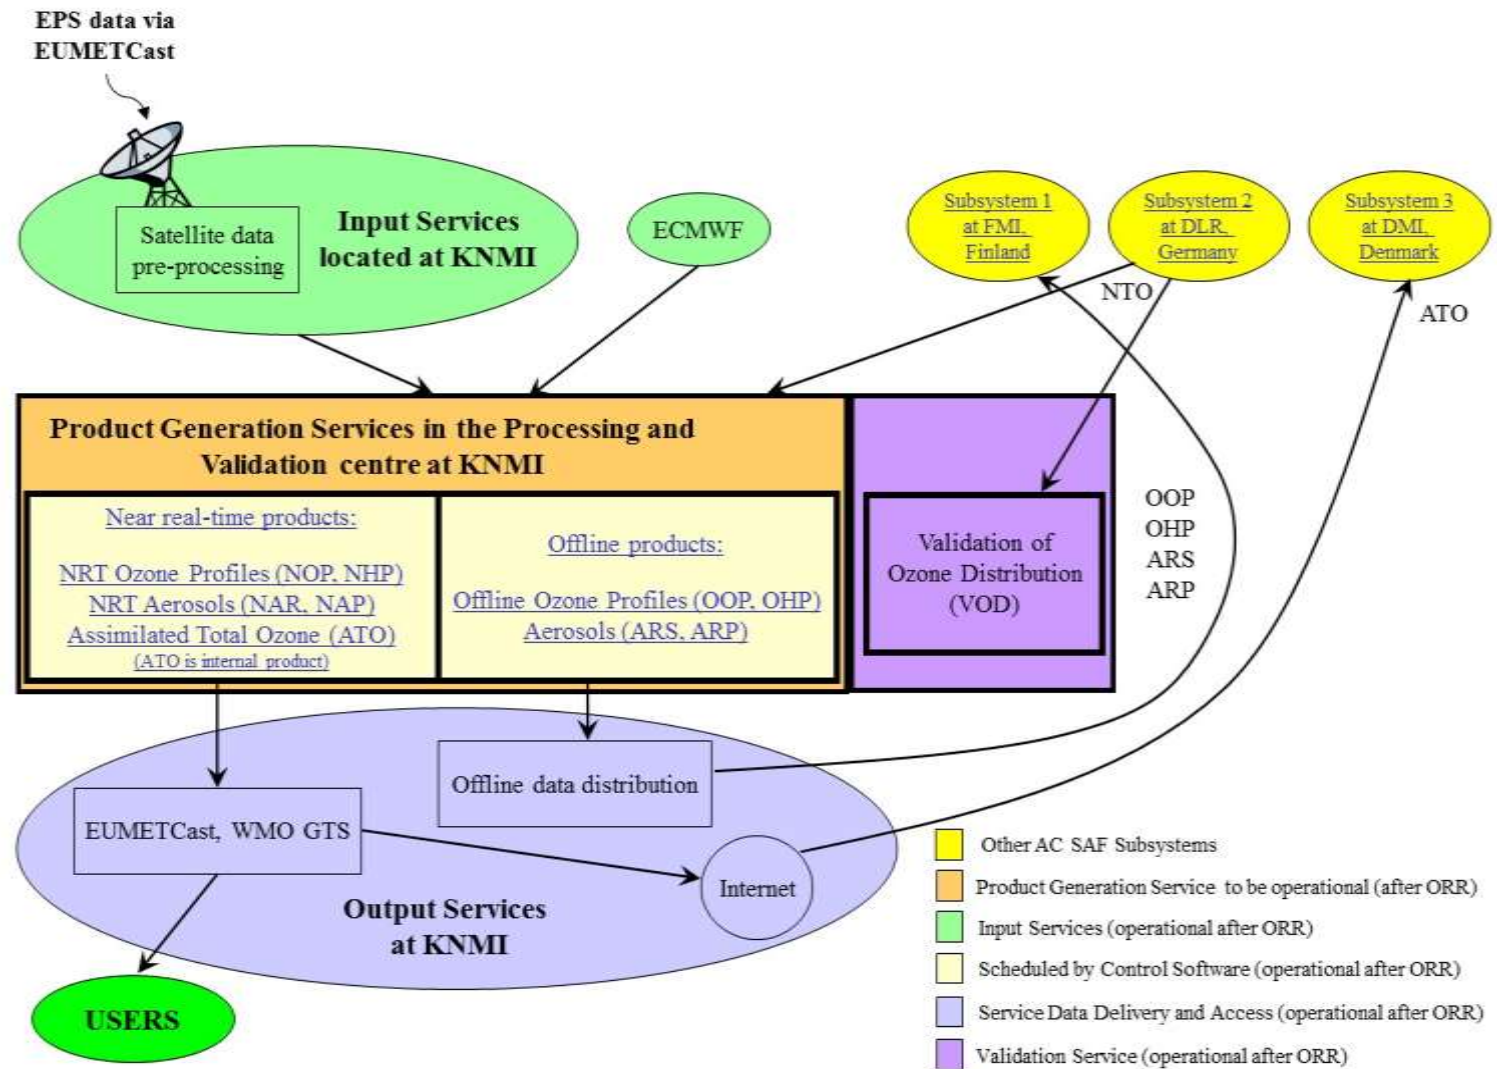 EPS data via
EUMETCast
Satellite data
pre-processing
Input Services
located at KNMI
ECMWF
Subsystem 1
at FMI,
Finland
Subsystem 2
at DLR,
Germany
Subsystem 3
at DMI,
Denmark
NTO
ATO
Product Generation Services in the Processing and
Validation centre at KNMI
Near real-time products:
NRT Ozone Profiles (NOP, NHP)
NRT Aerosols (NAR, NAP)
Assimilated Total Ozone (ATO)
(ATO is internal product)
Offline products:
Offline Ozone Profiles (OOP, OHP)
Aerosols (ARS, ARP)
Validation of
Ozone Distribution
(VOD)
OOP
OHP
ARS
ARP
Offline data distribution
EUMETCast, WMO GTS
Internet
Output Services
at KNMI
USERS
Other AC SAF Subsystems
Product Generation Service to be operational (after ORR)
Input Services (operational after ORR)
Scheduled by Control Software (operational after ORR)
Service Data Delivery and Access (operational after ORR)
Validation Service (operational after ORR)